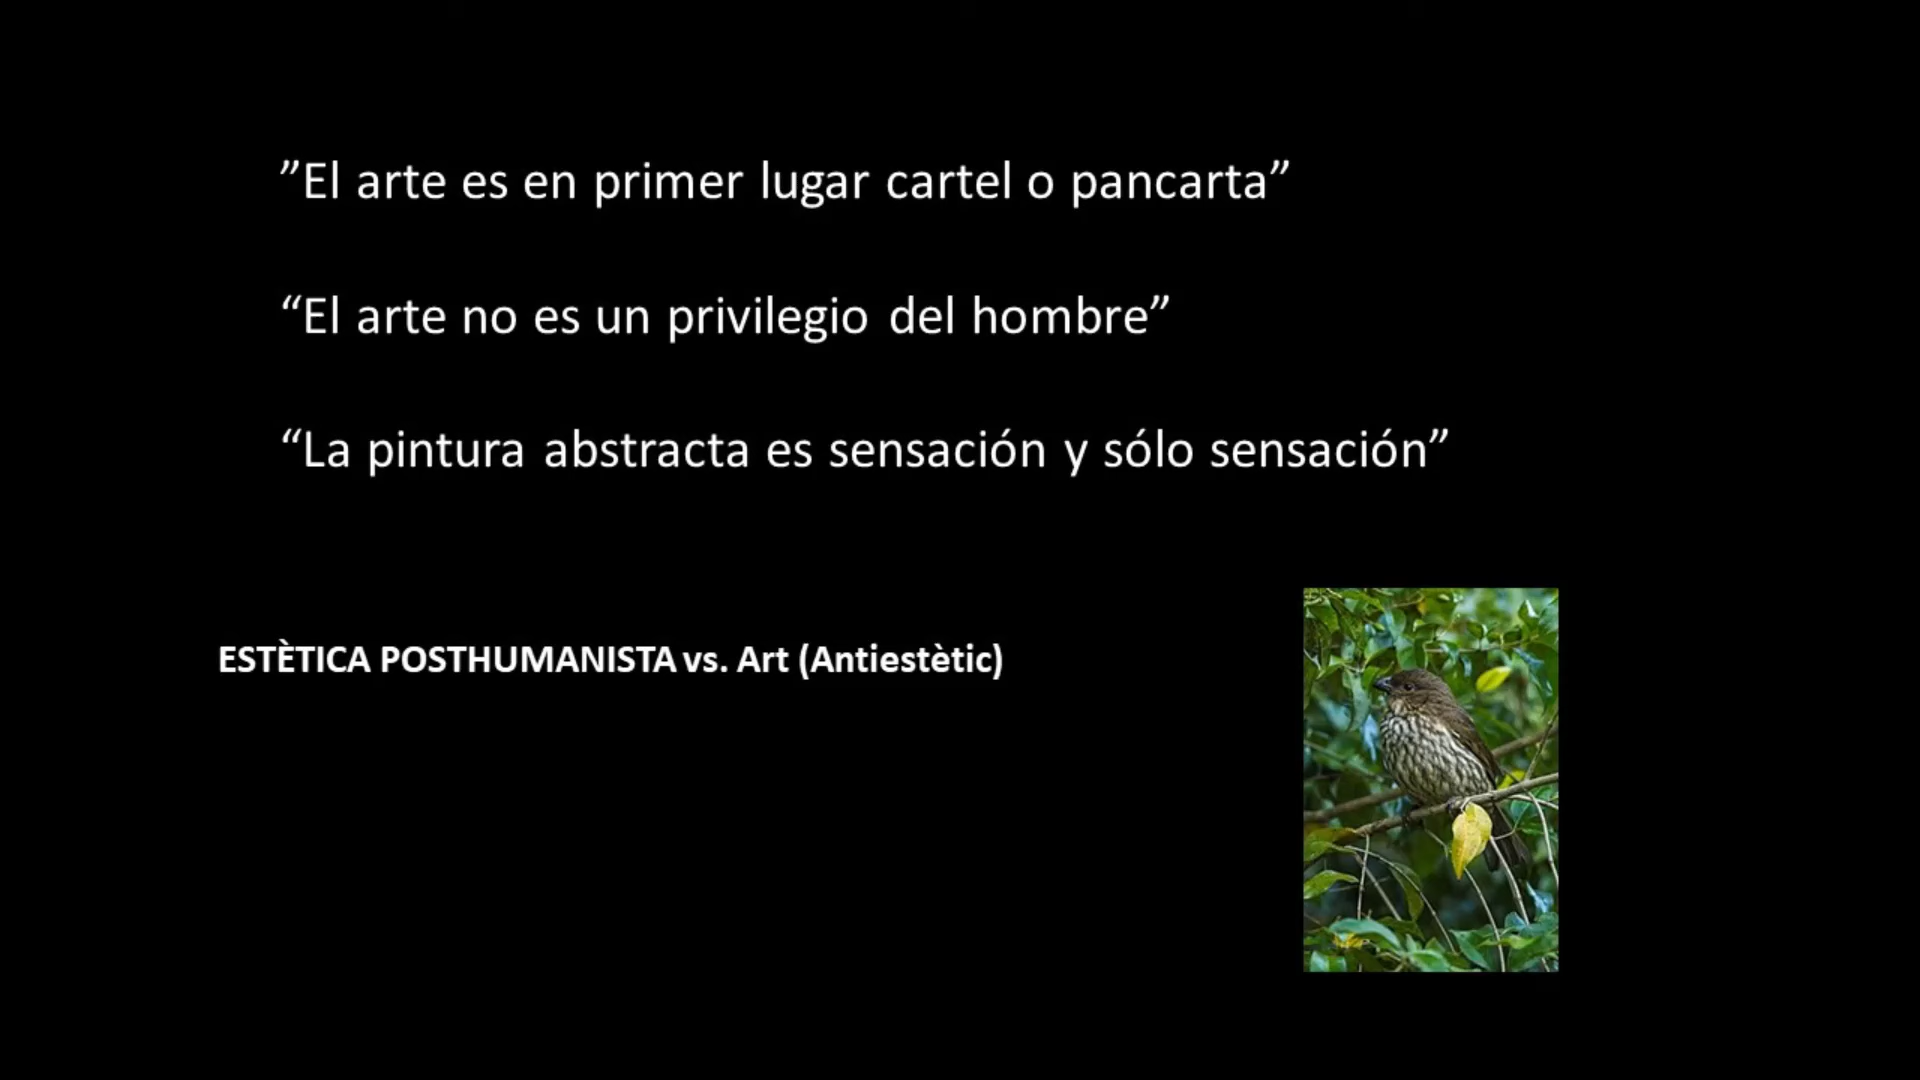 ”El arte es en primer lugar cartel o pancarta”
“El arte no es un privilegio del hombre”
“La pintura abstracta es sensación y sólo sensación”
ESTÈTICA POSTHUMANISTA vs. Art (Antiestètic)